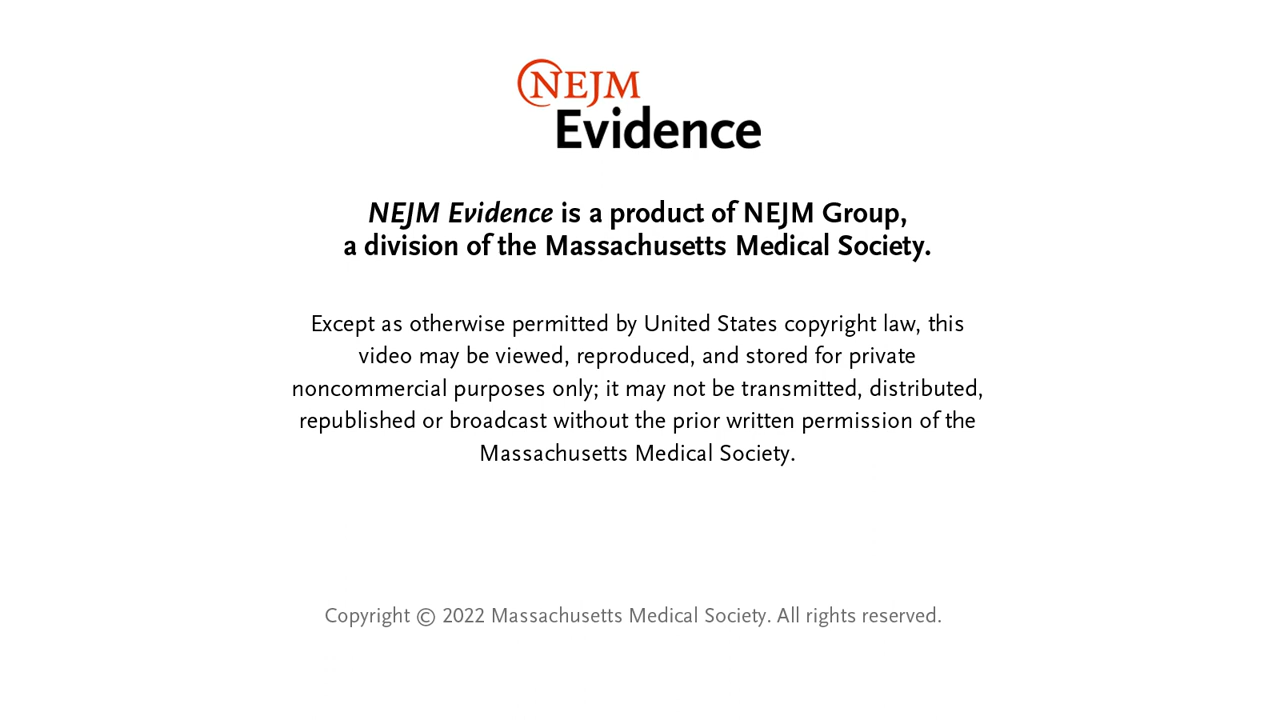 NEJM
Evidence
NEJM Evidence is a product of NEJM Group,
a division of the Massachusetts Medical Society.
Except as otherwise permitted by United States copyright law, this
video may be viewed, reproduced, and stored for private
noncommercial purposes only; it may not be transmitted, distributed,
republished or broadcast without the prior written permission of the
Massachusetts Medical Society.
Copyright © 2022 Massachusetts Medical Society. All rights reserved.